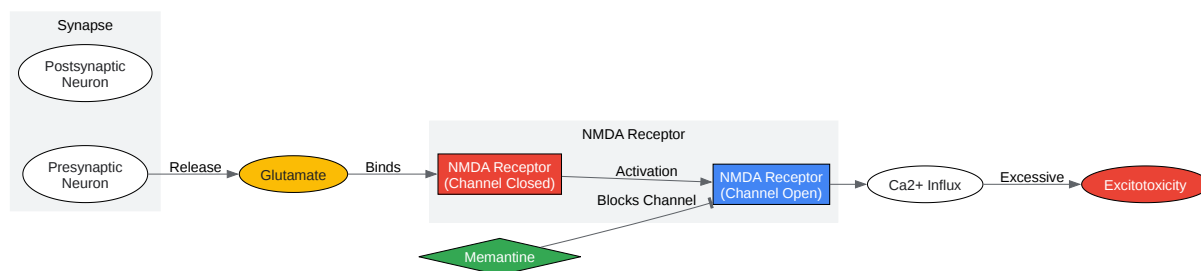 Synapse
Postsynaptic
Neuron
Presynaptic
Neuron
Release
Glutamate
Binds
NMDA Receptor
NMDA Receptor
(Channel Closed)
Activation
Blocks Channel
NMDA Receptor
(Channel Open)
Memantine
Ca2+ Influx
Excessive
Excitotoxicity